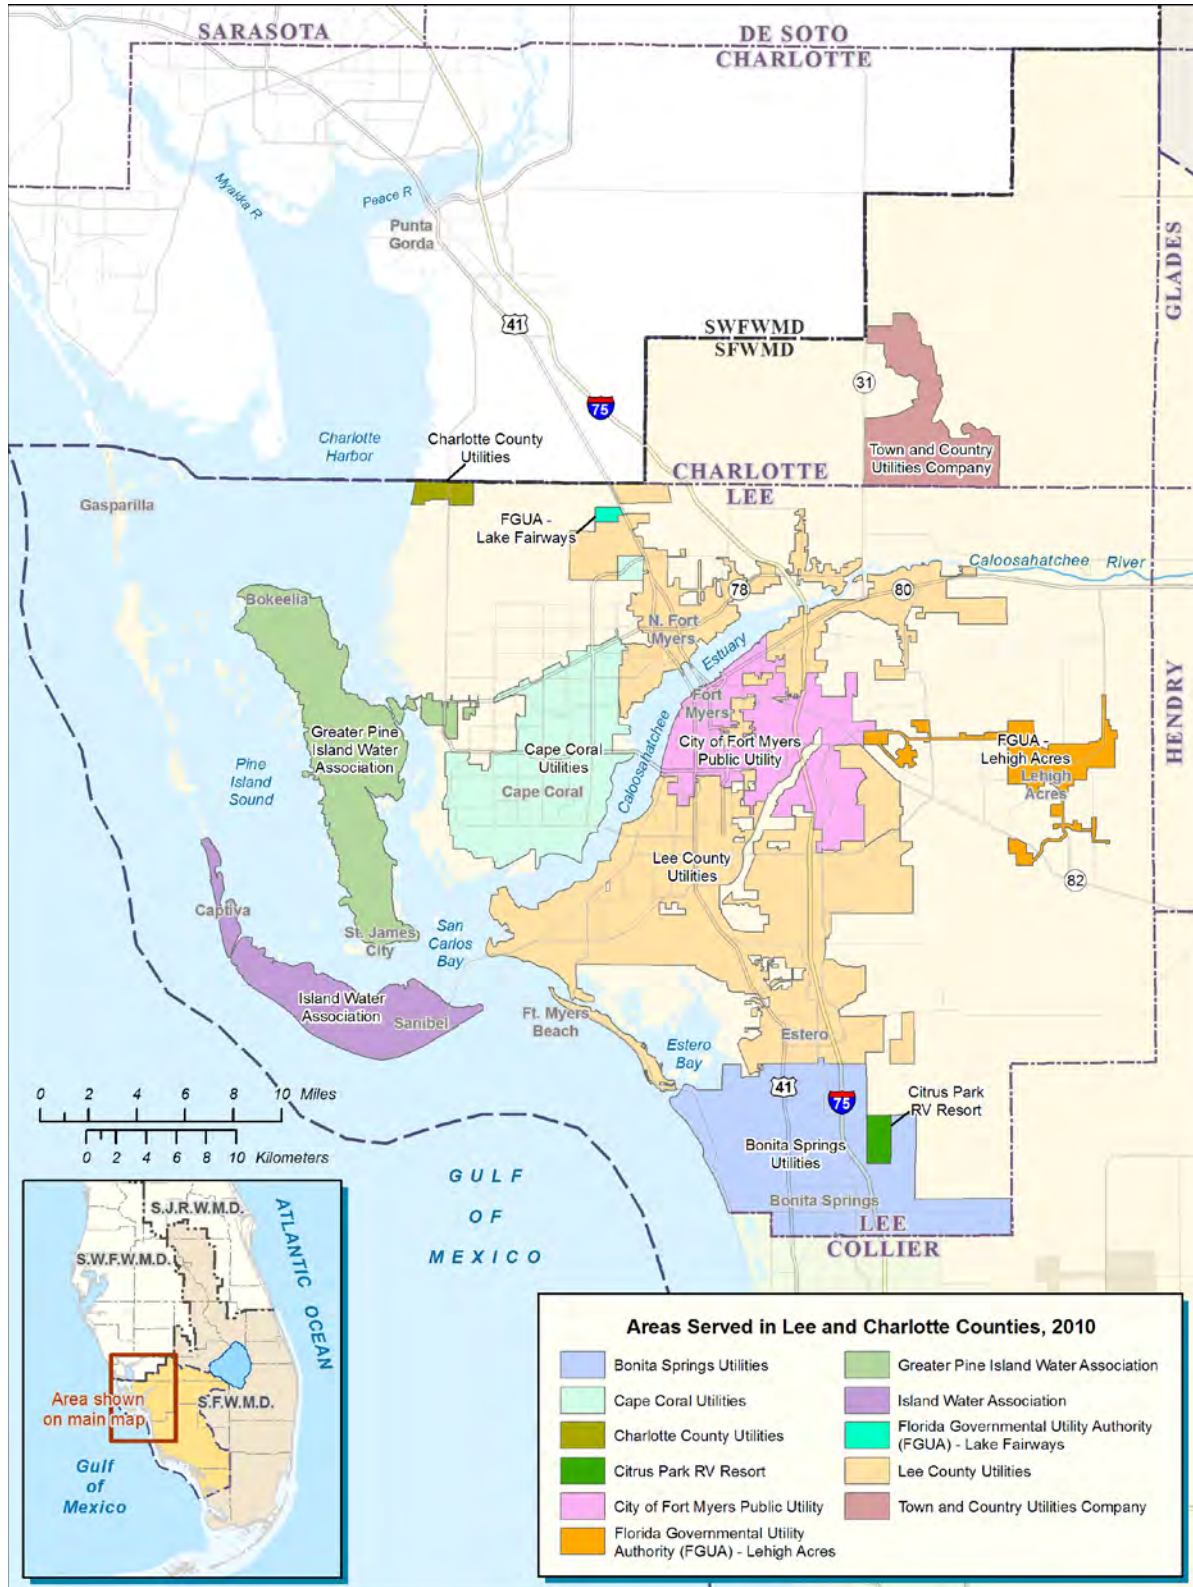 SARASOTA
DE SOTO
CHARLOTTE
Myakka R
Peace R
Punta
Gorda
GLADES
41
SWFWMD
SFWMD
31
75
Charlotte
Harbor
Charlotte County
Utilities
Town and Country
Utilities Company
CHARLOTTE
LEE
Gasparilla
FGUA -
Lake Fairways
Caloosahatchee River
78
80
Bokeelia
N. Fort
Myers
Estuary
HENDRY
Fort
Myers
Greater Pine
Island Water
Association
Cape Coral
Utilities
City of Fort Myers
Public Utility
FGUA -
Lehigh Acres
Lehigh
Acres
Pine
Island
Sound
Cape Coral
Caloosahatchee
Lee County
Utilities
82
Captiva
St. James
City
San
Carlos
Bay
Island Water
Association
Sanibel
Ft. Myers
Beach
Estero
Estero
Bay
41
75
Citrus Park
RV Resort
0 2 4 6 8 10 Miles
0 2 4 6 8 10 Kilometers
Bonita Springs
Utilities
Bonita Springs
LEE
COLLIER
GULF
OF
MEXICO
S.J.R.W.M.D.
S.W.F.W.M.D.
ATLANTIC OCEAN
Area shown
on main map
S.F.W.M.D.
Gulf
of
Mexico
Areas Served in Lee and Charlotte Counties, 2010
Bonita Springs Utilities
Cape Coral Utilities
Charlotte County Utilities
Citrus Park RV Resort
City of Fort Myers Public Utility
Florida Governmental Utility
Authority (FGUA) - Lehigh Acres
Greater Pine Island Water Association
Island Water Association
Florida Governmental Utility Authority
(FGUA) - Lake Fairways
Lee County Utilities
Town and Country Utilities Company